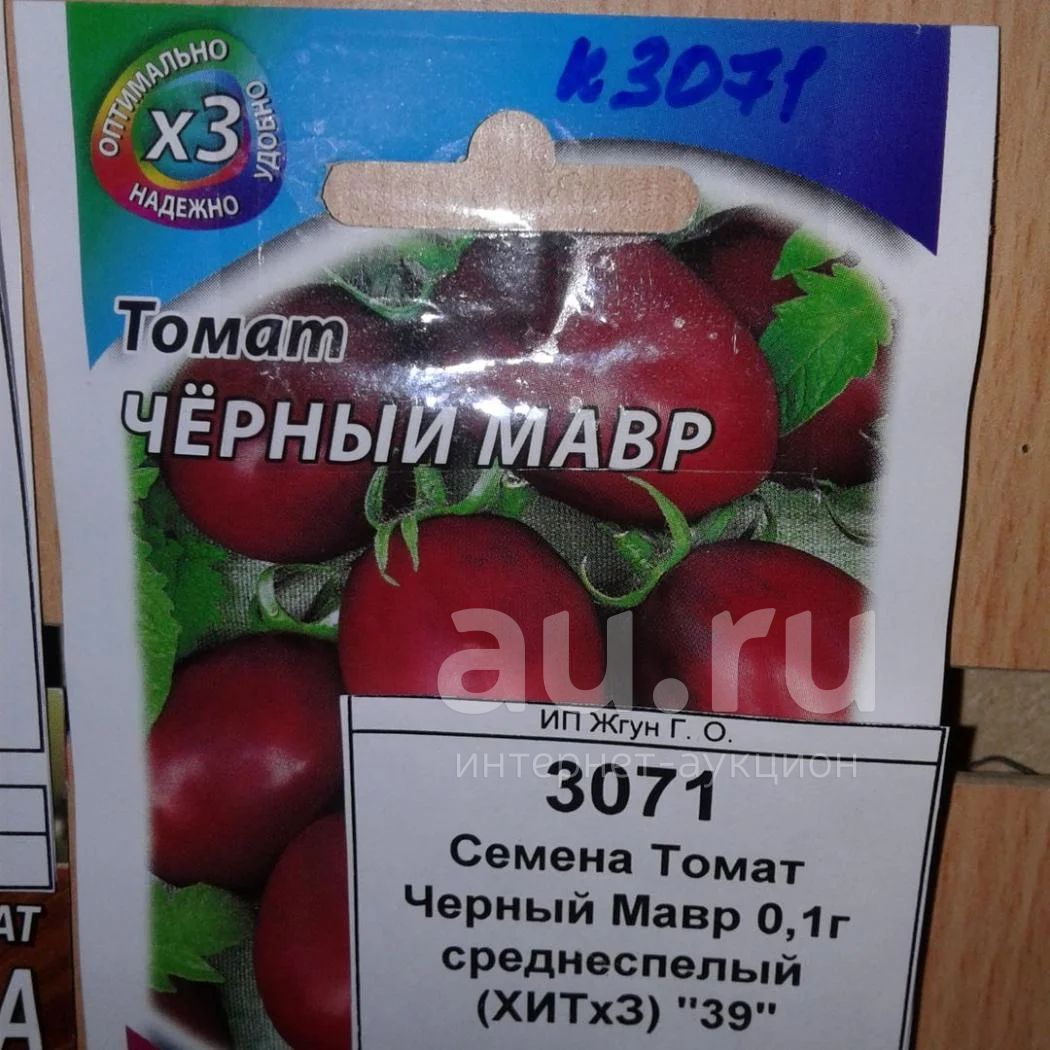 к3071
ОПТИМАЛЬНО
х3
УДОБНО
НАДЕЖНО
Томат
ЧЁРНЫЙ МАВР
au.ru
интернет-аукцион
ИП Жгун Г. О.
3071
Семена Томат
Черный Мавр 0,1г
среднеспелый
(ХИТх3) "39"
АТ
А